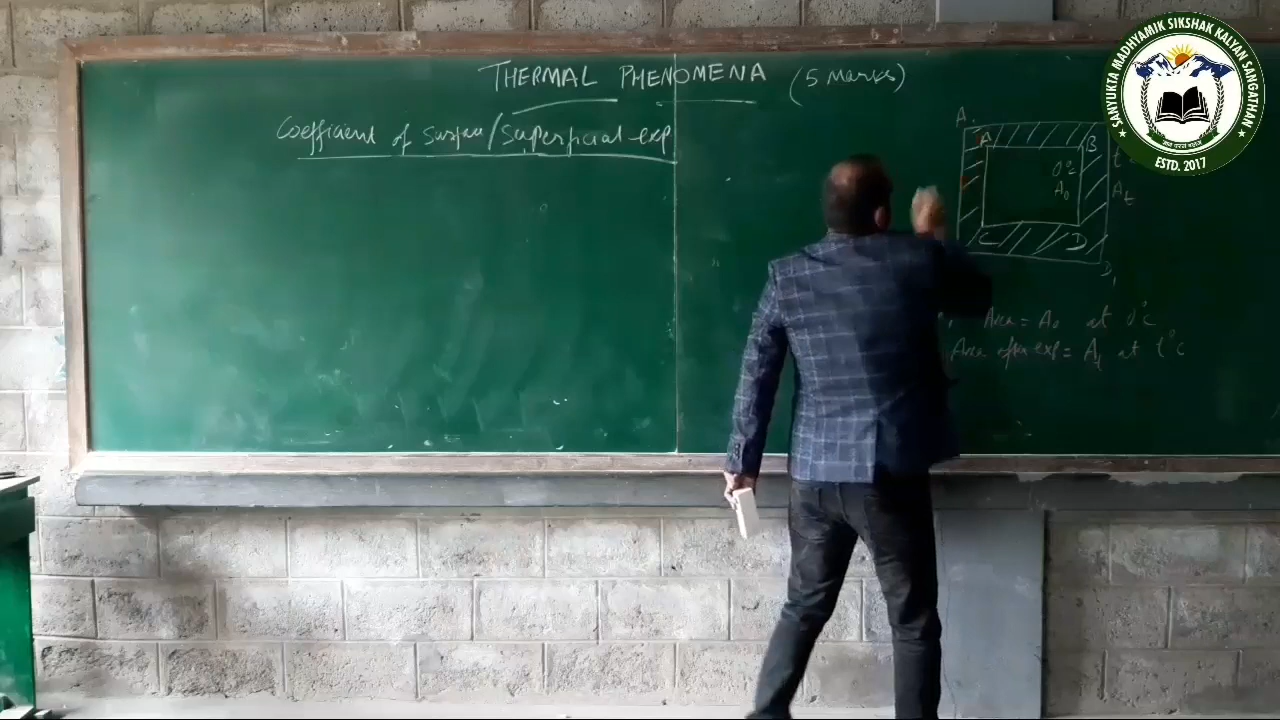 THERMAL PHENOMENA (5 Marks)
Coefficient of Surface/Superficial exp
A,
A B
0°C
A₀
t
Aₜ
C D
D₁
Area = A₀ at 0°C
Area after exp = Aₜ at t°C
SANYUKTA MADHYAMIK SIKSHAK KALYAN SANGATHAN
ESTD. 2017